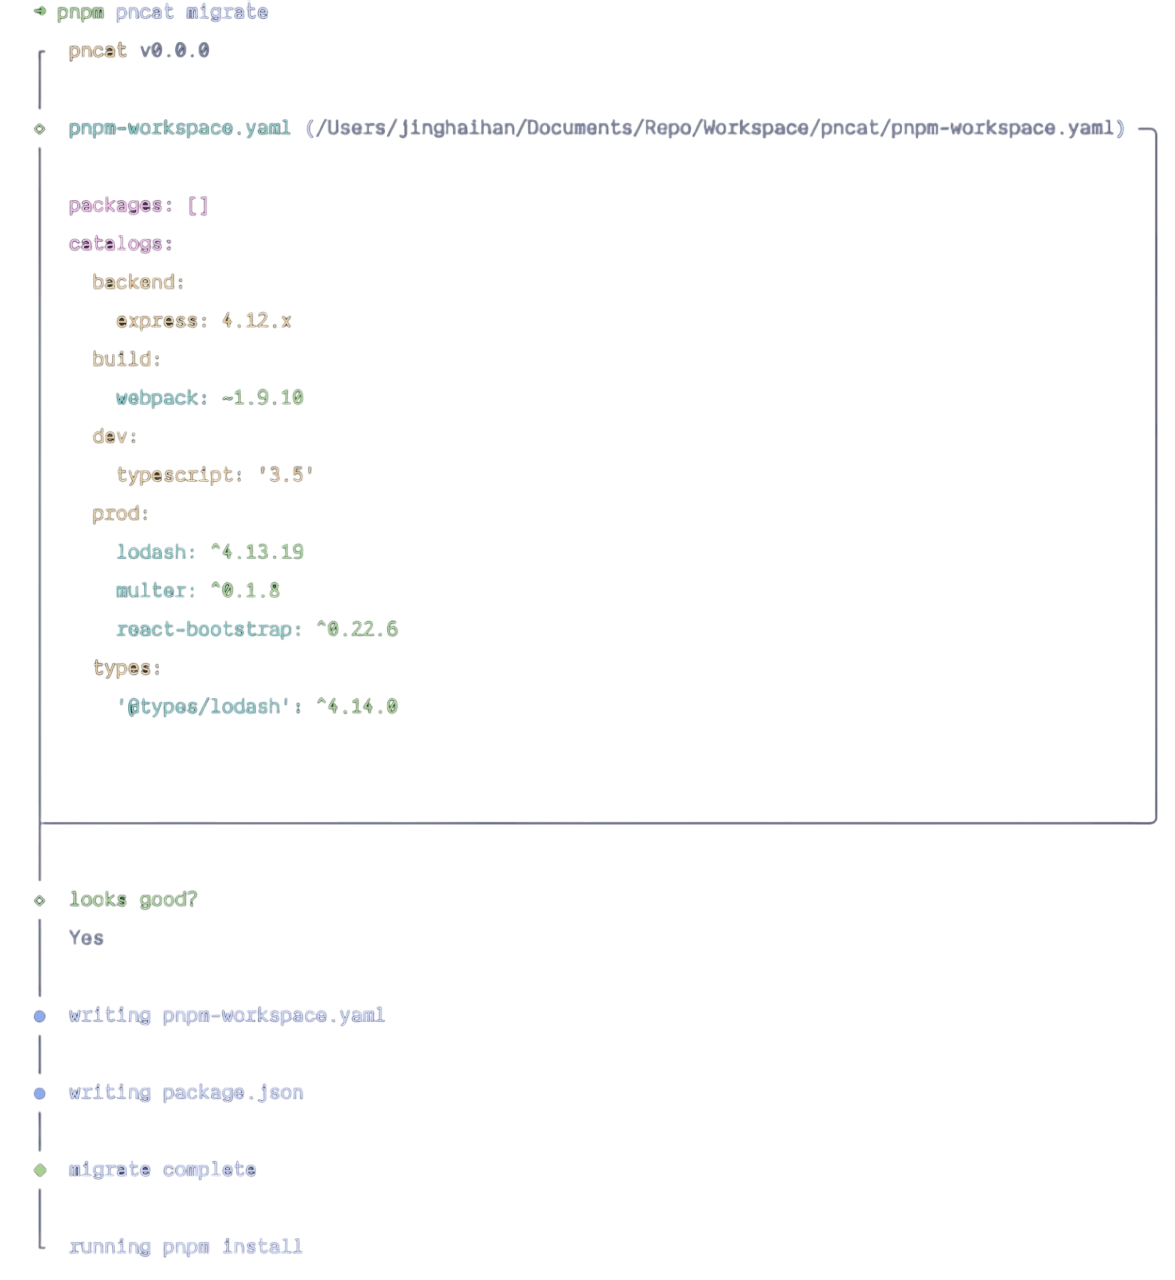 ➜ pnpm pncat migrate
pncat v0.0.0
pnpm-workspace.yaml (/Users/jinghaihan/Documents/Repo/Workspace/pncat/pnpm-workspace.yaml)
packages: []
catalogs:
  backend:
    express: 4.12.x
  build:
    webpack: ~1.9.10
  dev:
    typescript: '3.5'
  prod:
    lodash: ^4.13.19
    multer: ^0.1.8
    react-bootstrap: ^0.22.6
  types:
    '@types/lodash': ^4.14.0
looks good?
Yes
writing pnpm-workspace.yaml
writing package.json
migrate complete
running pnpm install